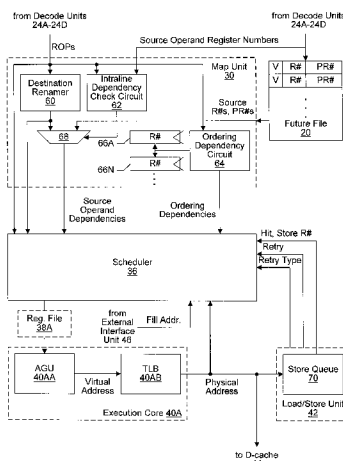 from Decode Units
24A-24D
from Decode Units
24A-24D
ROPs
Source Operand Register Numbers
Map Unit
30
V R# PR#
V R# PR#
Destination
Renamer
60
Intraline
Dependency
Check Circuit
62
Source
R#s, PR#s
Future File
20
68
66A
R#
66N
R#
Ordering
Dependency
Circuit
64
Source
Operand
Dependencies
Ordering
Dependencies
Hit, Store R#
Retry
Retry Type
Scheduler
36
Reg. File
38A
from
External
Interface
Unit 46
Fill Addr.
AGU
40AA
Virtual
Address
TLB
40AB
Physical
Address
Execution Core 40A
Store Queue
70
Load/Store Unit
42
to D-cache